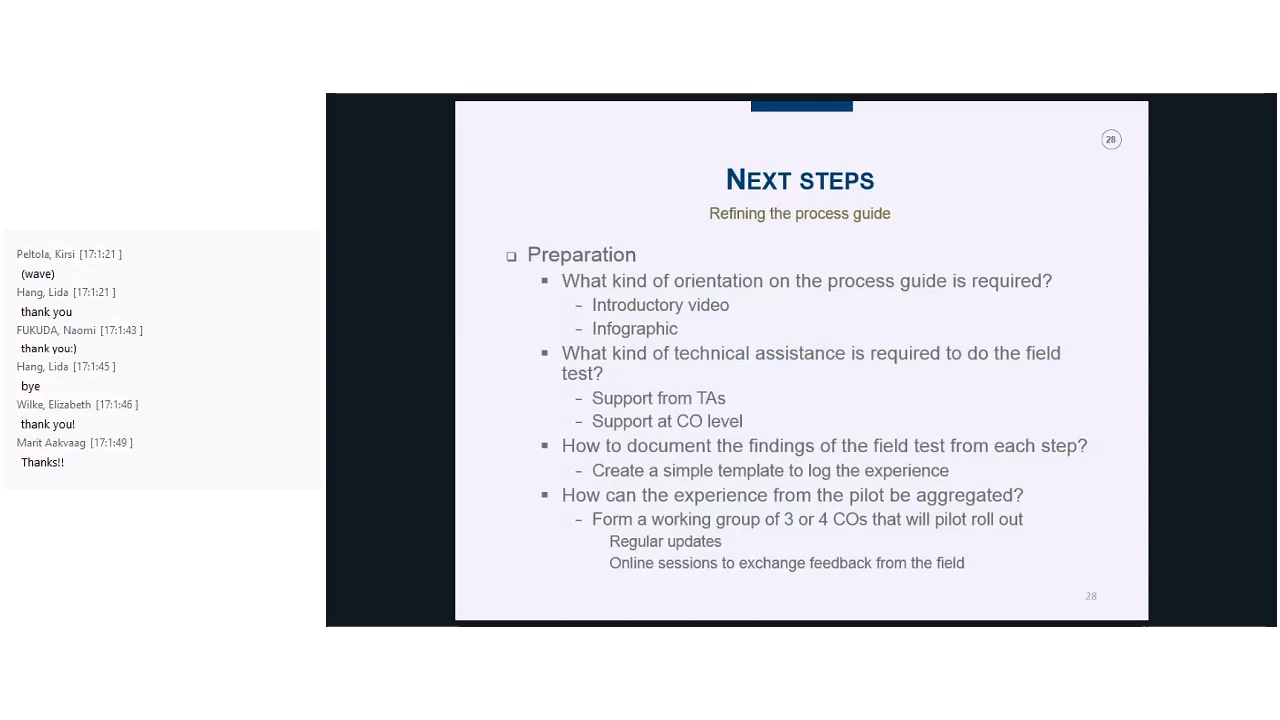 Peltola, Kirsi [17:1:21 ]
(wave)
Hang, Lida [17:1:21 ]
thank you
FUKUDA, Naomi [17:1:43 ]
thank you:)
Hang, Lida [17:1:45 ]
bye
Wilke, Elizabeth [17:1:46 ]
thank you!
Marit Aakvaag [17:1:49 ]
Thanks!!
28
NEXT STEPS
Refining the process guide
❑ Preparation
▪ What kind of orientation on the process guide is required?
– Introductory video
– Infographic
▪ What kind of technical assistance is required to do the field
test?
– Support from TAs
– Support at CO level
▪ How to document the findings of the field test from each step?
– Create a simple template to log the experience
▪ How can the experience from the pilot be aggregated?
– Form a working group of 3 or 4 COs that will pilot roll out
Regular updates
Online sessions to exchange feedback from the field
28